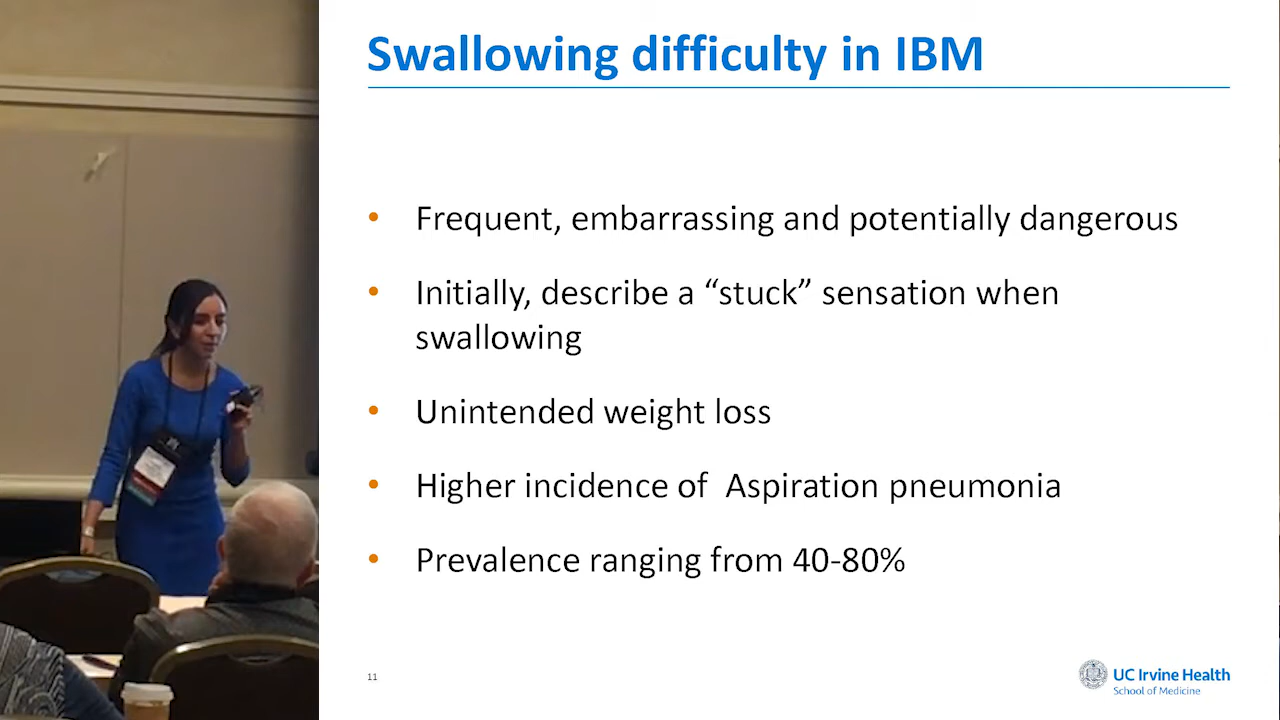 Swallowing difficulty in IBM
• Frequent, embarrassing and potentially dangerous
• Initially, describe a “stuck” sensation when
swallowing
• Unintended weight loss
• Higher incidence of  Aspiration pneumonia
• Prevalence ranging from 40-80%
11
UC Irvine Health
School of Medicine